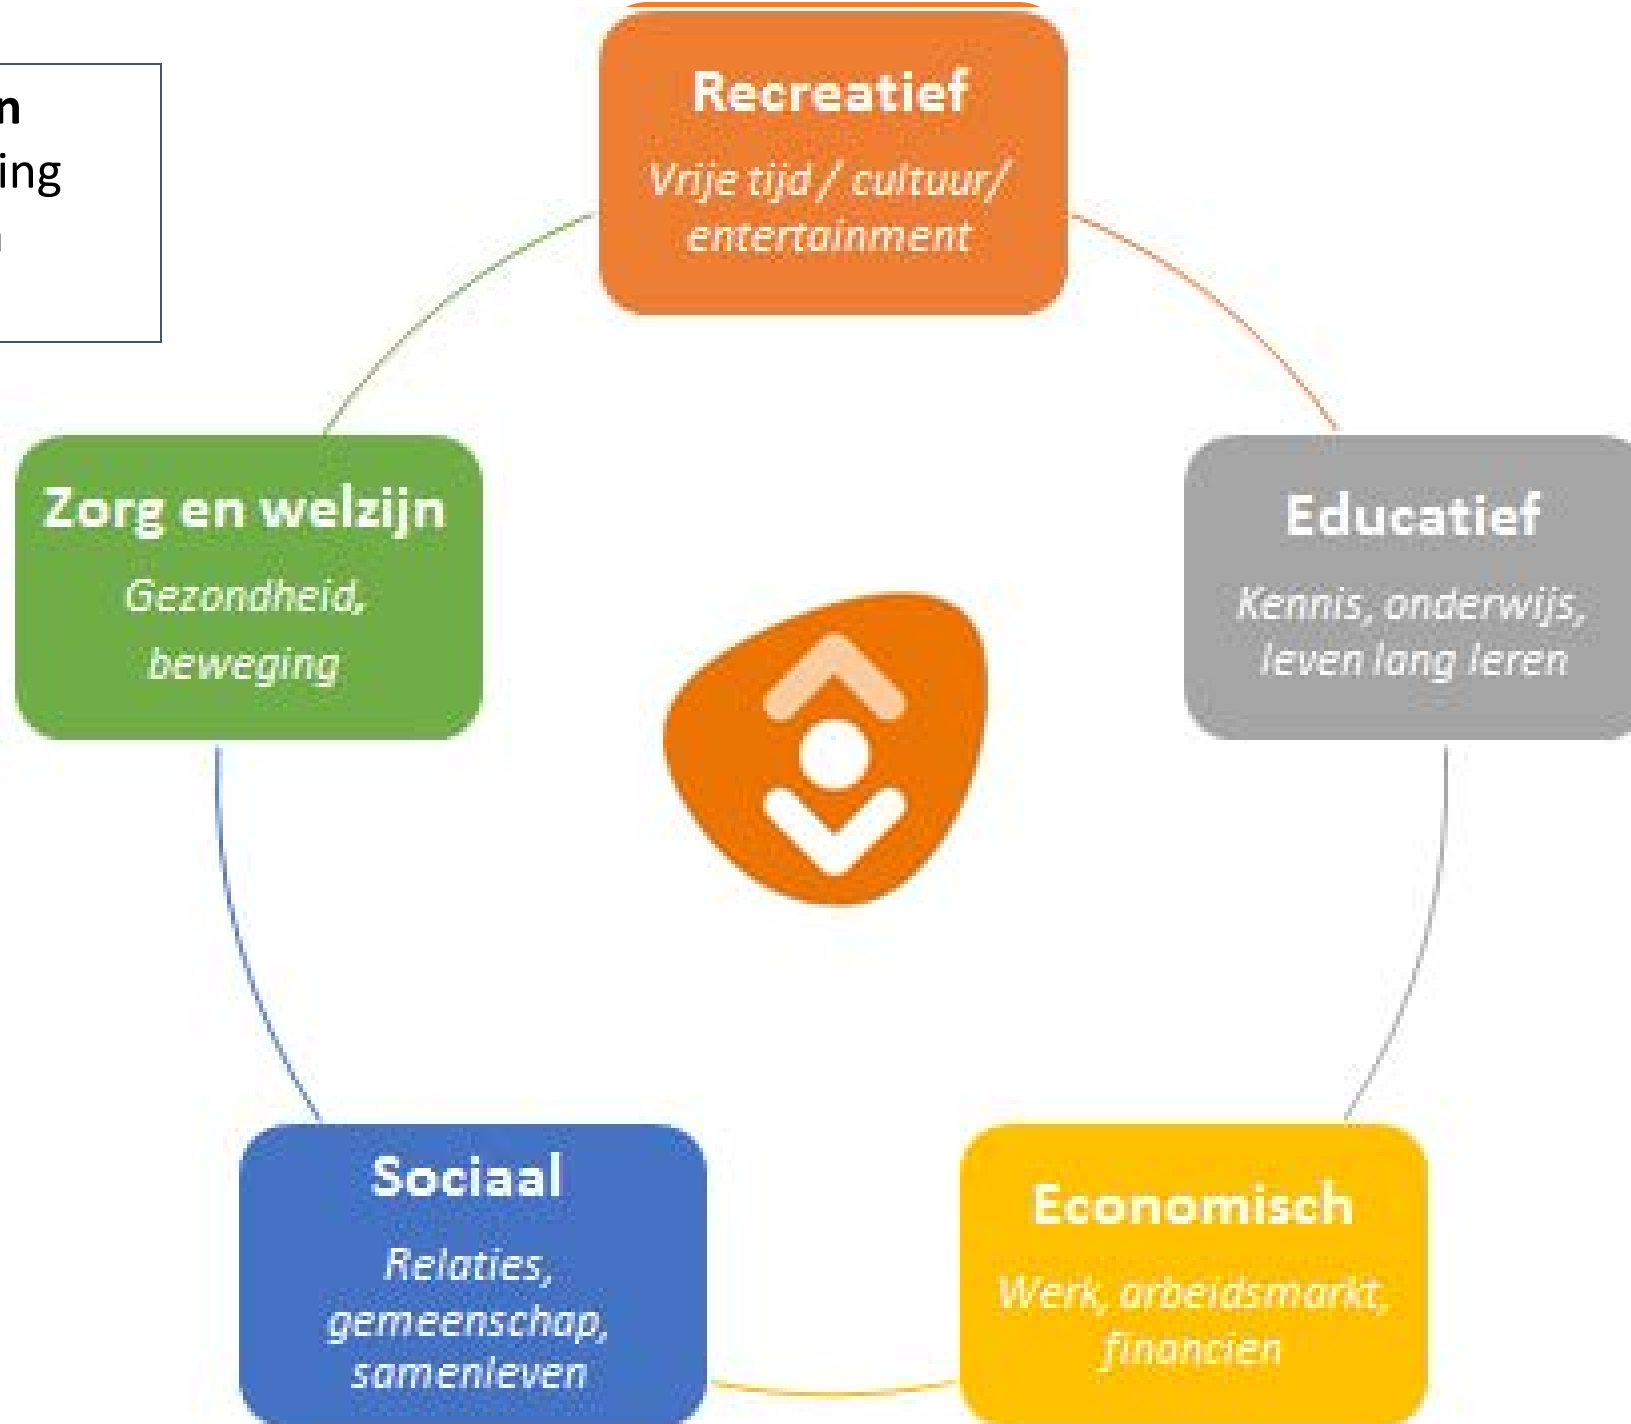 Recreatief
Vrije tijd / cultuur/
entertainment
Educatief
Kennis, onderwijs,
leven lang leren
Economisch
Werk, arbeidsmarkt,
financien
Sociaal
Relaties,
gemeenschap,
samenleven
Zorg en welzijn
Gezondheid,
beweging